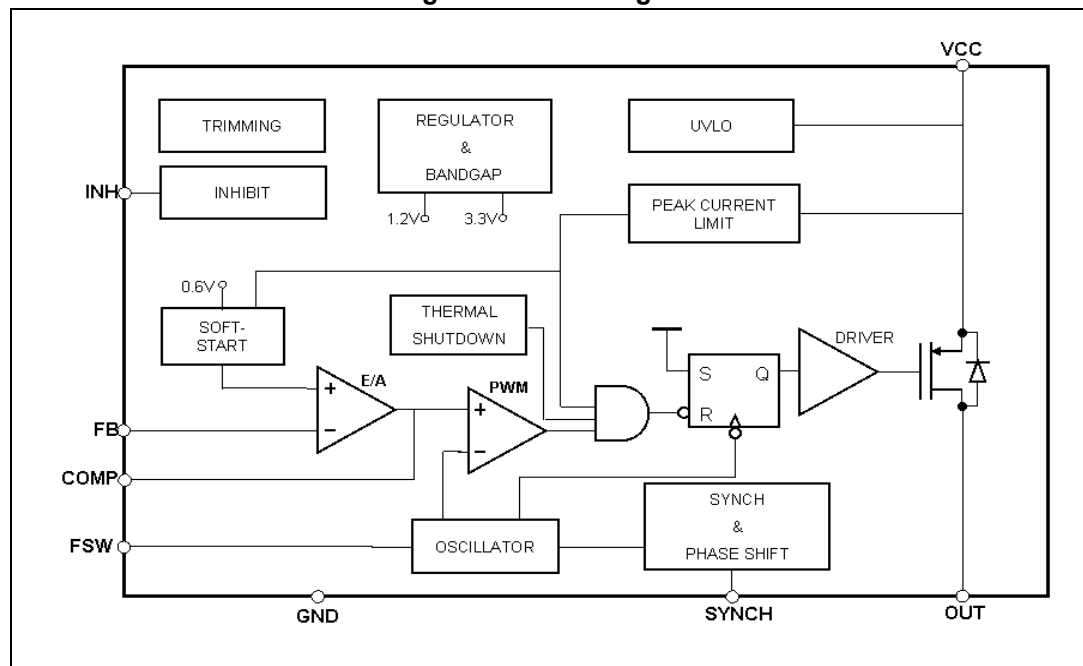 VCC
TRIMMING
REGULATOR
&
BANDGAP
UVLO
INH
INHIBIT
1.2V
3.3V
PEAK CURRENT
LIMIT
0.6V
SOFT-
START
THERMAL
SHUTDOWN
DRIVER
E/A
PWM
S
Q
R
+
−
+
−
FB
COMP
FSW
OSCILLATOR
SYNCH
&
PHASE SHIFT
GND
SYNCH
OUT